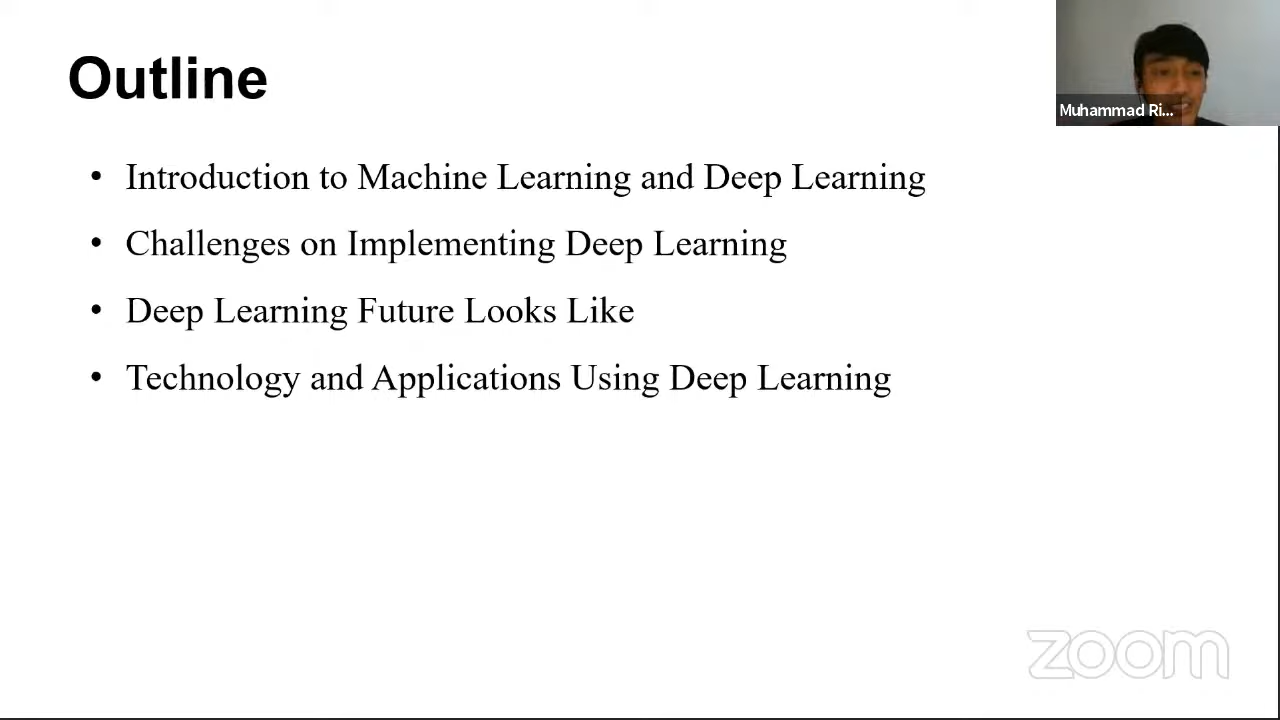 Outline
Muhammad Ri...
• Introduction to Machine Learning and Deep Learning
• Challenges on Implementing Deep Learning
• Deep Learning Future Looks Like
• Technology and Applications Using Deep Learning
zoom